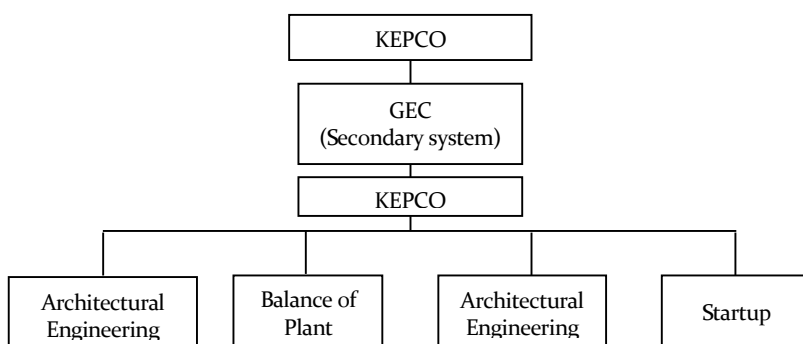 KEPCO
GEC
(Secondary system)
KEPCO
Architectural
Engineering
Balance of
Plant
Architectural
Engineering
Startup